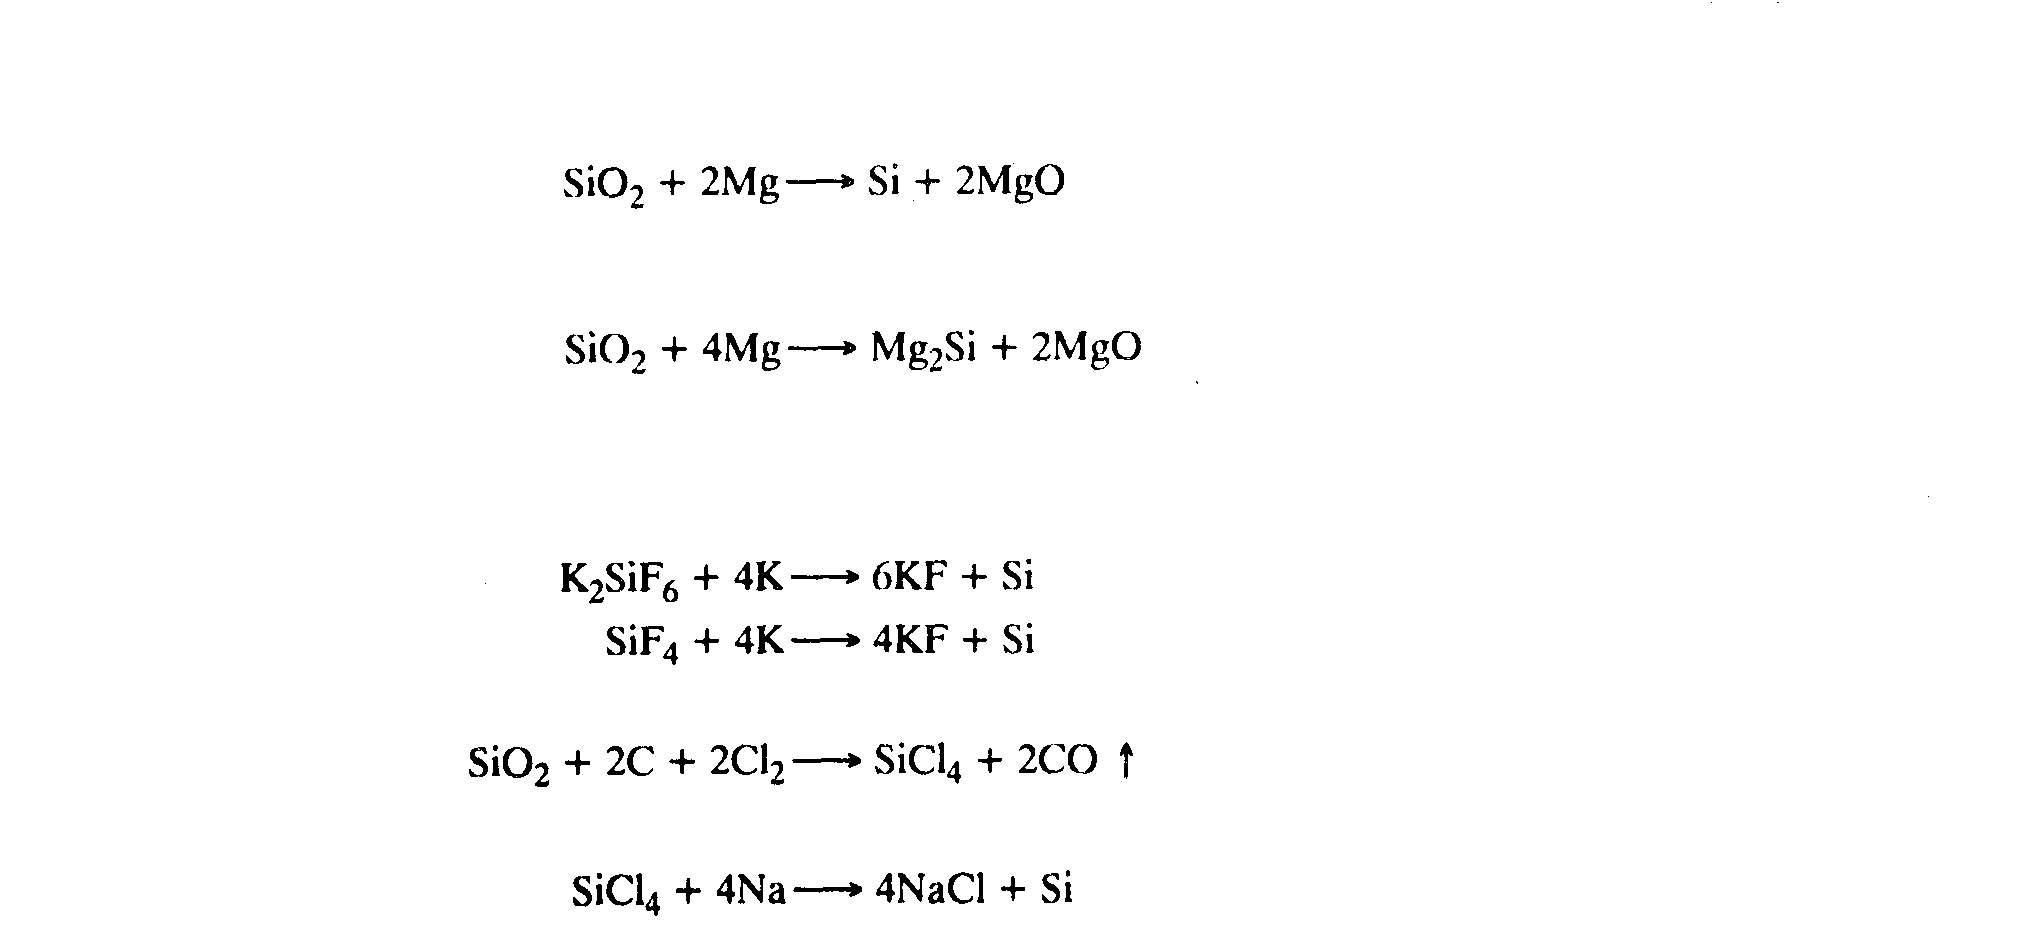 SiO₂ + 2Mg ⟶ Si + 2MgO
SiO₂ + 4Mg ⟶ Mg₂Si + 2MgO
K₂SiF₆ + 4K ⟶ 6KF + Si
SiF₄ + 4K ⟶ 4KF + Si
SiO₂ + 2C + 2Cl₂ ⟶ SiCl₄ + 2CO ↑
SiCl₄ + 4Na ⟶ 4NaCl + Si